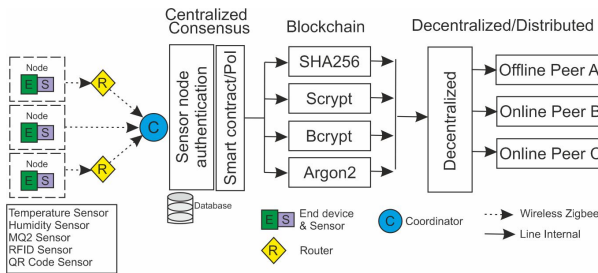 Centralized
Consensus
Blockchain
Decentralized/Distributed
Node
E S
R
Node
E S
Node
E S
R
C
Sensor node
authentication
Smart contract/PoI
Database
SHA256
Scrypt
Bcrypt
Argon2
Decentralized
Offline Peer A
Online Peer B
Online Peer C
Temperature Sensor
Humidity Sensor
MQ2 Sensor
RFID Sensor
QR Code Sensor
E S
End device
& Sensor
R
Router
C
Coordinator
Wireless Zigbee
Line Internal